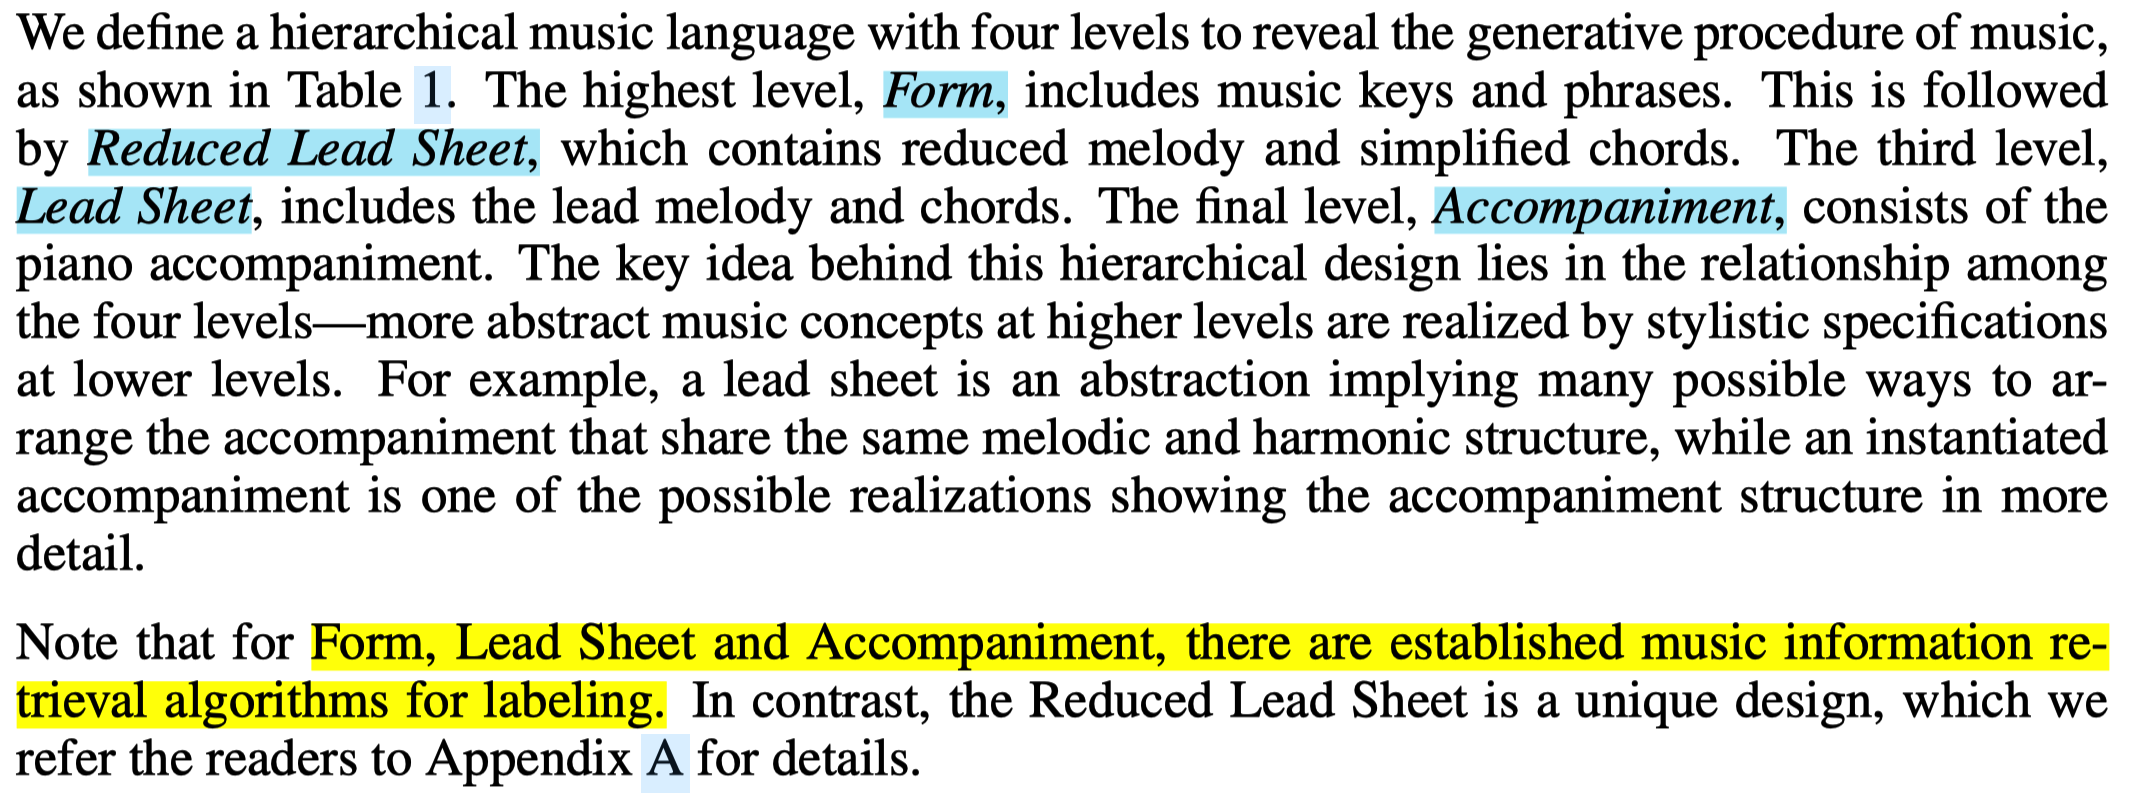 We define a hierarchical music language with four levels to reveal the generative procedure of music,
as shown in Table 1. The highest level, Form, includes music keys and phrases. This is followed
by Reduced Lead Sheet, which contains reduced melody and simplified chords. The third level,
Lead Sheet, includes the lead melody and chords. The final level, Accompaniment, consists of the
piano accompaniment. The key idea behind this hierarchical design lies in the relationship among
the four levels—more abstract music concepts at higher levels are realized by stylistic specifications
at lower levels. For example, a lead sheet is an abstraction implying many possible ways to ar-
range the accompaniment that share the same melodic and harmonic structure, while an instantiated
accompaniment is one of the possible realizations showing the accompaniment structure in more
detail.
Note that for Form, Lead Sheet and Accompaniment, there are established music information re-
trieval algorithms for labeling. In contrast, the Reduced Lead Sheet is a unique design, which we
refer the readers to Appendix A for details.